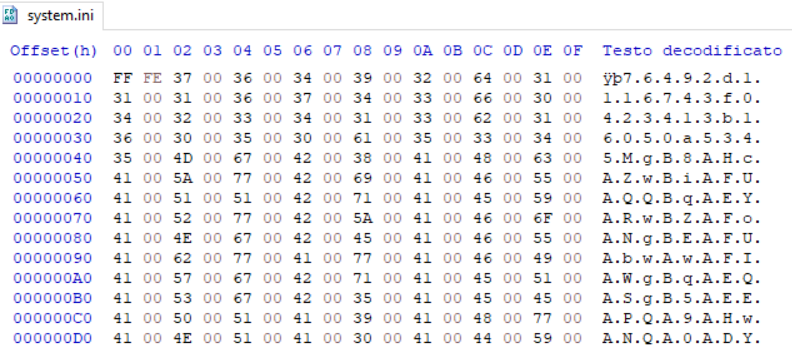 system.ini
Offset(h) 00 01 02 03 04 05 06 07 08 09 0A 0B 0C 0D 0E 0F Testo decodificato
00000000 FF FE 37 00 36 00 34 00 39 00 32 00 64 00 31 00 ÿþ7.6.4.9.2.d.1.
00000010 31 00 31 00 36 00 37 00 34 00 33 00 66 00 30 00 1.1.6.7.4.3.f.0.
00000020 34 00 32 00 33 00 34 00 31 00 33 00 62 00 31 00 4.2.3.4.1.3.b.1.
00000030 36 00 30 00 35 00 30 00 61 00 35 00 33 00 34 00 6.0.5.0.a.5.3.4.
00000040 35 00 4D 00 67 00 42 00 38 00 41 00 48 00 63 00 5.M.g.B.8.A.H.c.
00000050 41 00 5A 00 77 00 42 00 69 00 41 00 46 00 55 00 A.Z.w.B.i.A.F.U.
00000060 41 00 51 00 51 00 42 00 71 00 41 00 45 00 59 00 A.Q.Q.B.q.A.E.Y.
00000070 41 00 52 00 77 00 42 00 5A 00 41 00 46 00 6F 00 A.R.w.B.Z.A.F.o.
00000080 41 00 4E 00 67 00 42 00 45 00 41 00 46 00 55 00 A.N.g.B.E.A.F.U.
00000090 41 00 62 00 77 00 41 00 77 00 41 00 46 00 49 00 A.b.w.A.w.A.F.I.
000000A0 41 00 57 00 67 00 42 00 71 00 41 00 45 00 51 00 A.W.g.B.q.A.E.Q.
000000B0 41 00 53 00 67 00 42 00 35 00 41 00 45 00 45 00 A.S.g.B.5.A.E.E.
000000C0 41 00 50 00 51 00 41 00 39 00 41 00 48 00 77 00 A.P.Q.A.9.A.H.w.
000000D0 41 00 4E 00 51 00 41 00 30 00 41 00 44 00 59 00 A.N.Q.A.0.A.D.Y.